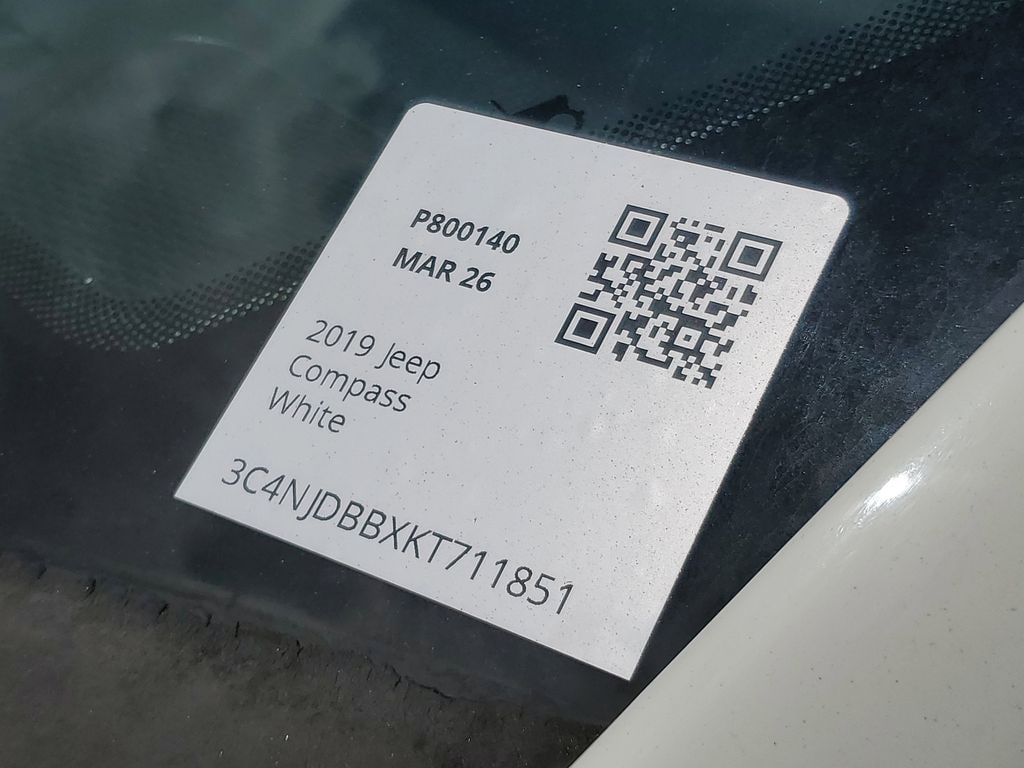 P800140
MAR 26
2019 Jeep
Compass
White
3C4NJDBBXKT711851